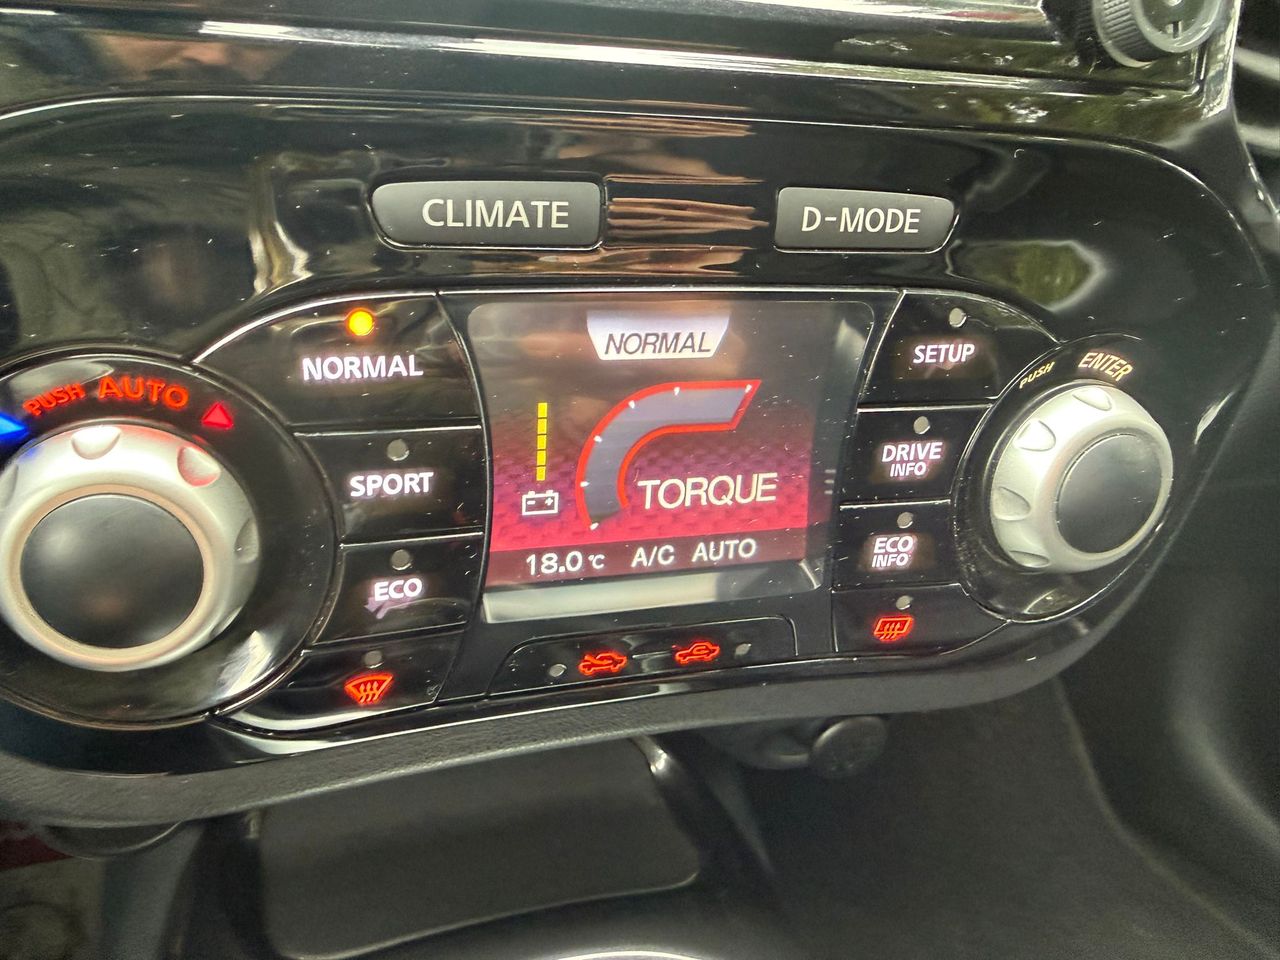 CLIMATE
D-MODE
NORMAL
NORMAL
SETUP
PUSH AUTO
PUSH ENTER
SPORT
TORQUE
DRIVE
INFO
18.0°C A/C AUTO
ECO
ECO
INFO